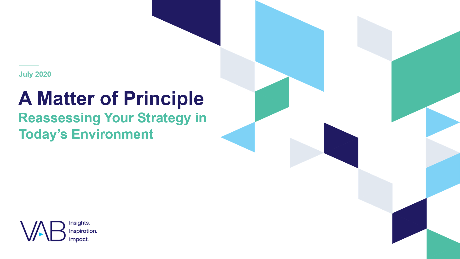 July 2020
A Matter of Principle
Reassessing Your Strategy in
Today's Environment
VAB
Insights.
Inspiration.
Impact.